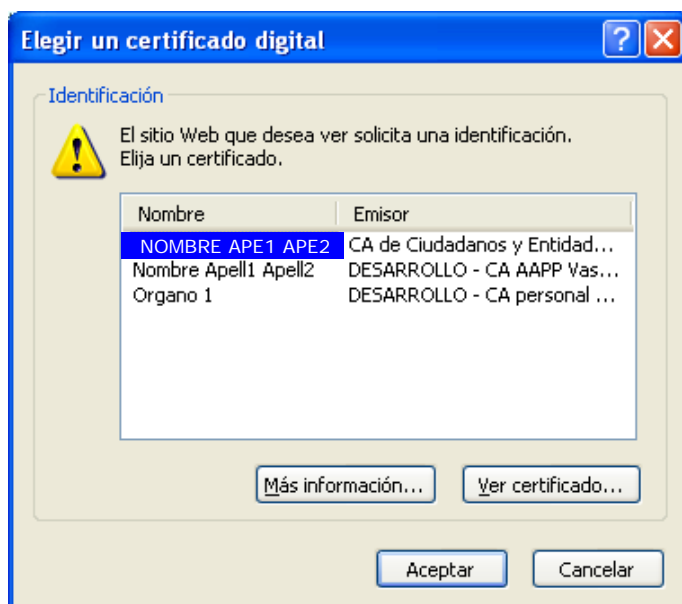 Elegir un certificado digital
Identificación
El sitio Web que desea ver solicita una identificación.
Elija un certificado.
Nombre Emisor
NOMBRE APE1 APE2 CA de Ciudadanos y Entidad...
Nombre Apell1 Apell2 DESARROLLO - CA AAPP Vas...
Organo 1 DESARROLLO - CA personal ...
Más información... Ver certificado...
Aceptar Cancelar